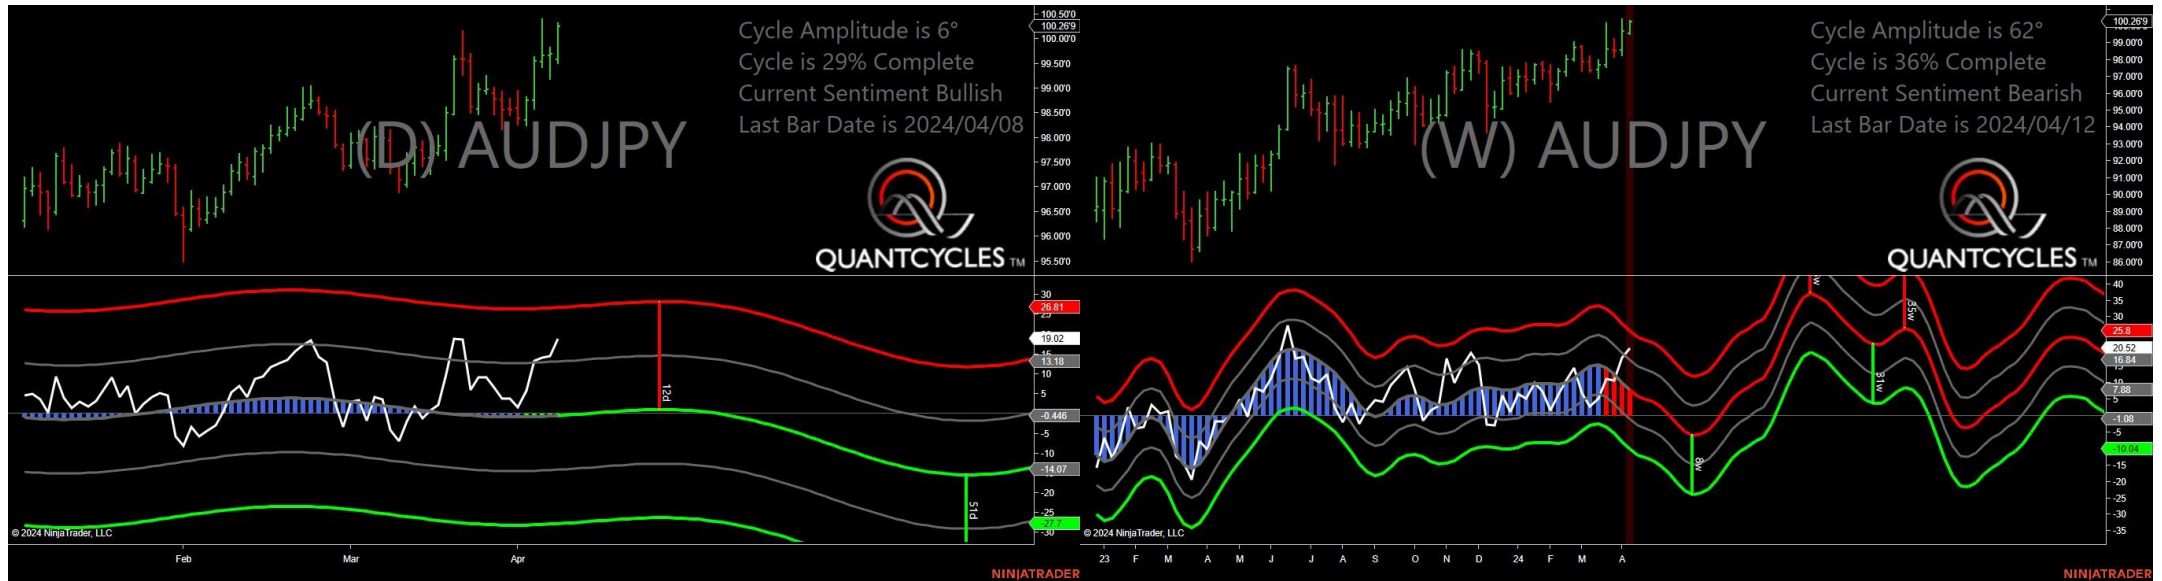 Cycle Amplitude is 6°
Cycle is 29% Complete
Current Sentiment Bullish
Last Bar Date is 2024/04/08
(D) AUDJPY
QUANTCYCLES TM
100.50'0
100.26'9
100.00'0
99.50'0
99.00'0
98.50'0
98.00'0
97.50'0
97.00'0
96.50'0
96.00'0
95.50'0
30
26.81
25
19.02
15
13.18
10
5
-0.446
-5
-10
-14.07
-20
-25
-27.7
-30
12d
51d
© 2024 NinjaTrader, LLC
Feb
Mar
Apr
NINJATRADER
Cycle Amplitude is 62°
Cycle is 36% Complete
Current Sentiment Bearish
Last Bar Date is 2024/04/12
(W) AUDJPY
QUANTCYCLES TM
100.26'9
99.00'0
98.00'0
96.00'0
95.00'0
94.00'0
93.00'0
92.00'0
91.00'0
90.00'0
89.00'0
88.00'0
87.00'0
86.00'0
40
35
30
25.8
20.52
16.84
15
7.88
5
-1.08
-5
-10.04
-15
-20
-25
-30
-35
8w
31w
35w
© 2024 NinjaTrader, LLC
23 F M A M J J A S O N D 24 F M A
NINJATRADER